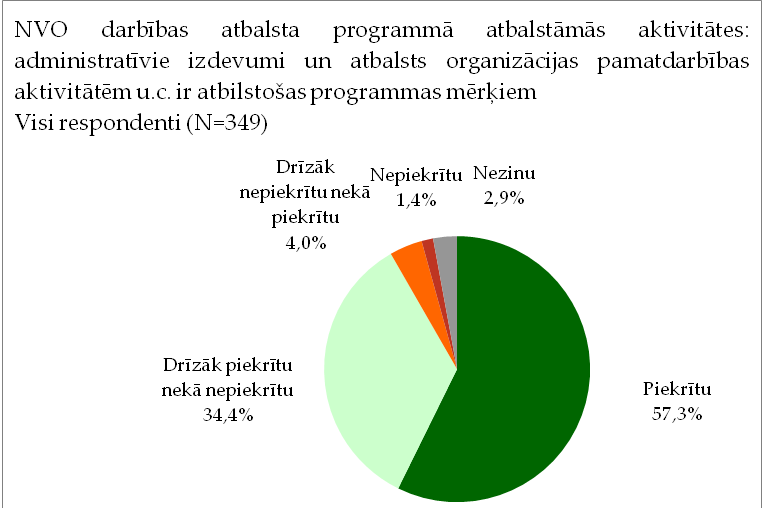 NVO darbības atbalsta programmā atbalstāmās aktivitātes:
administratīvie izdevumi un atbalsts organizācijas pamatdarbības
aktivitātēm u.c. ir atbilstošas programmas mērķiem
Visi respondenti (N=349)
Drīzāk
nepiekrītu nekā
piekrītu
4,0%
Nepiekrītu
1,4%
Nezinu
2,9%
Drīzāk piekrītu
nekā nepiekrītu
34,4%
Piekrītu
57,3%